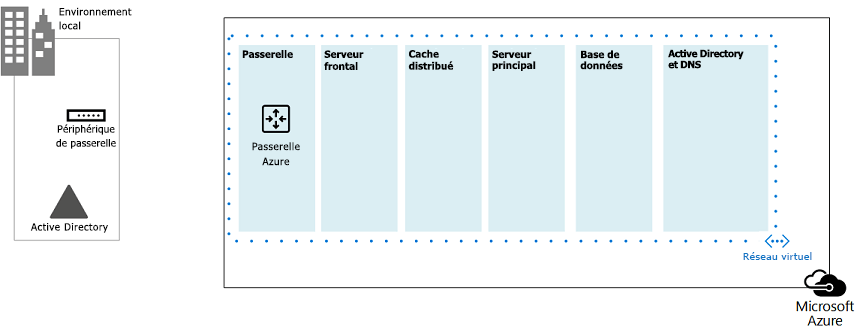 Environnement
local
Périphérique
de passerelle
Active Directory
Passerelle
Passerelle
Azure
Serveur
frontal
Cache
distribué
Serveur
principal
Base de
données
Active Directory
et DNS
Réseau virtuel
Microsoft
Azure